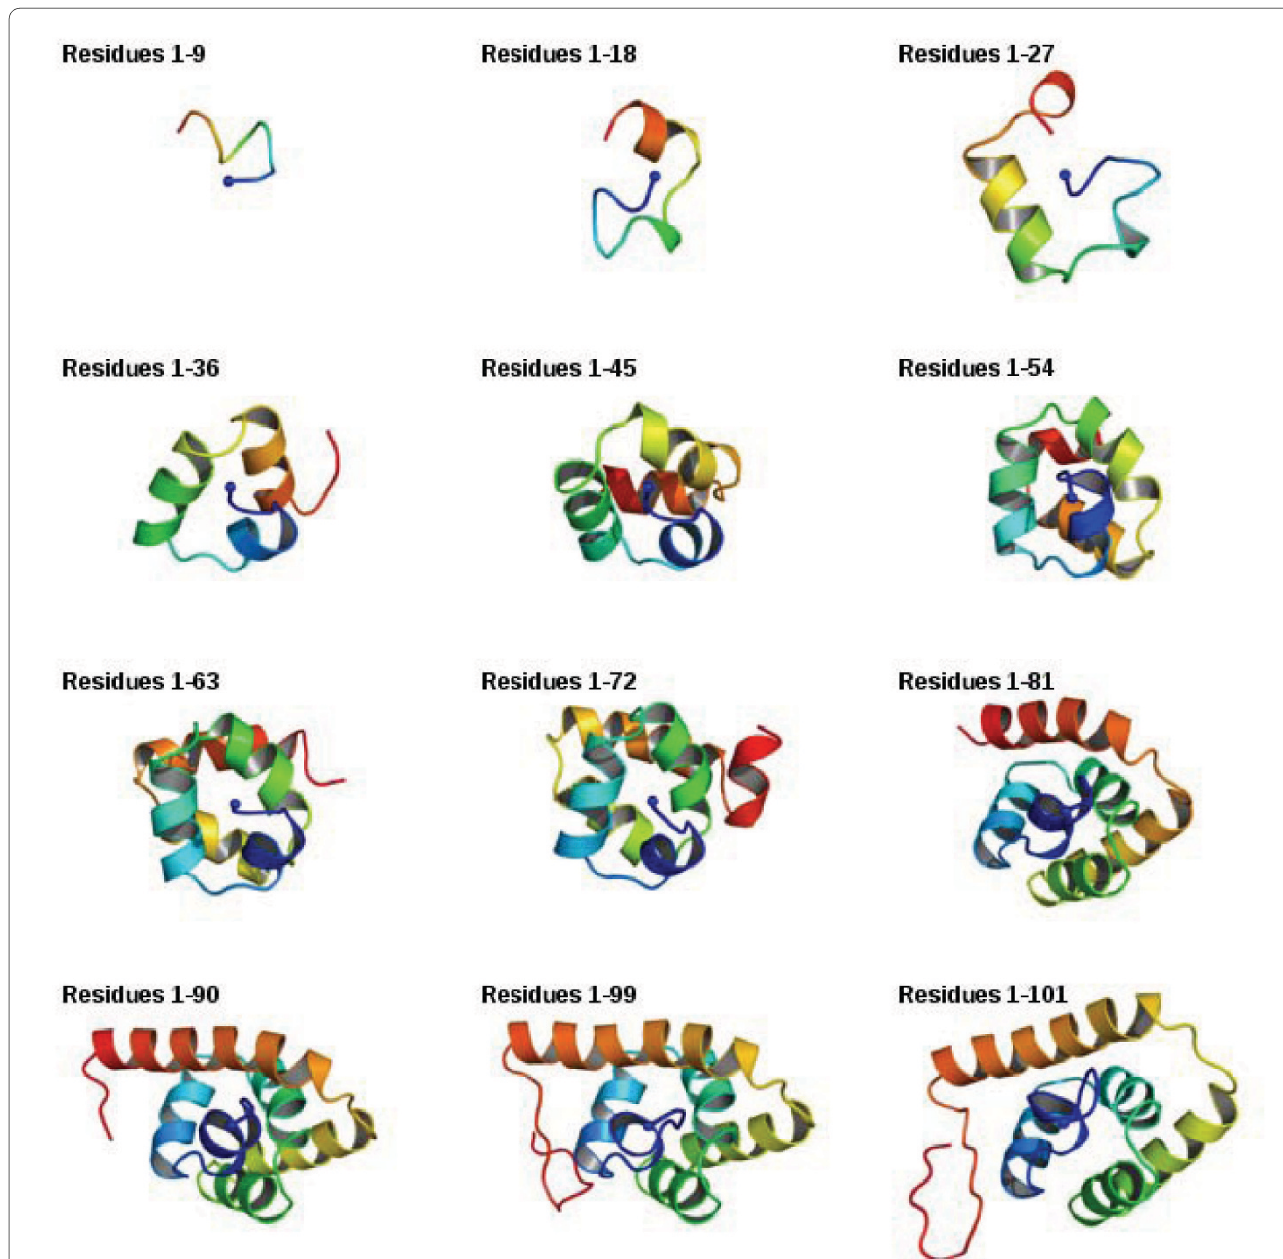 Residues 1-9
Residues 1-18
Residues 1-27
Residues 1-36
Residues 1-45
Residues 1-54
Residues 1-63
Residues 1-72
Residues 1-81
Residues 1-90
Residues 1-99
Residues 1-101